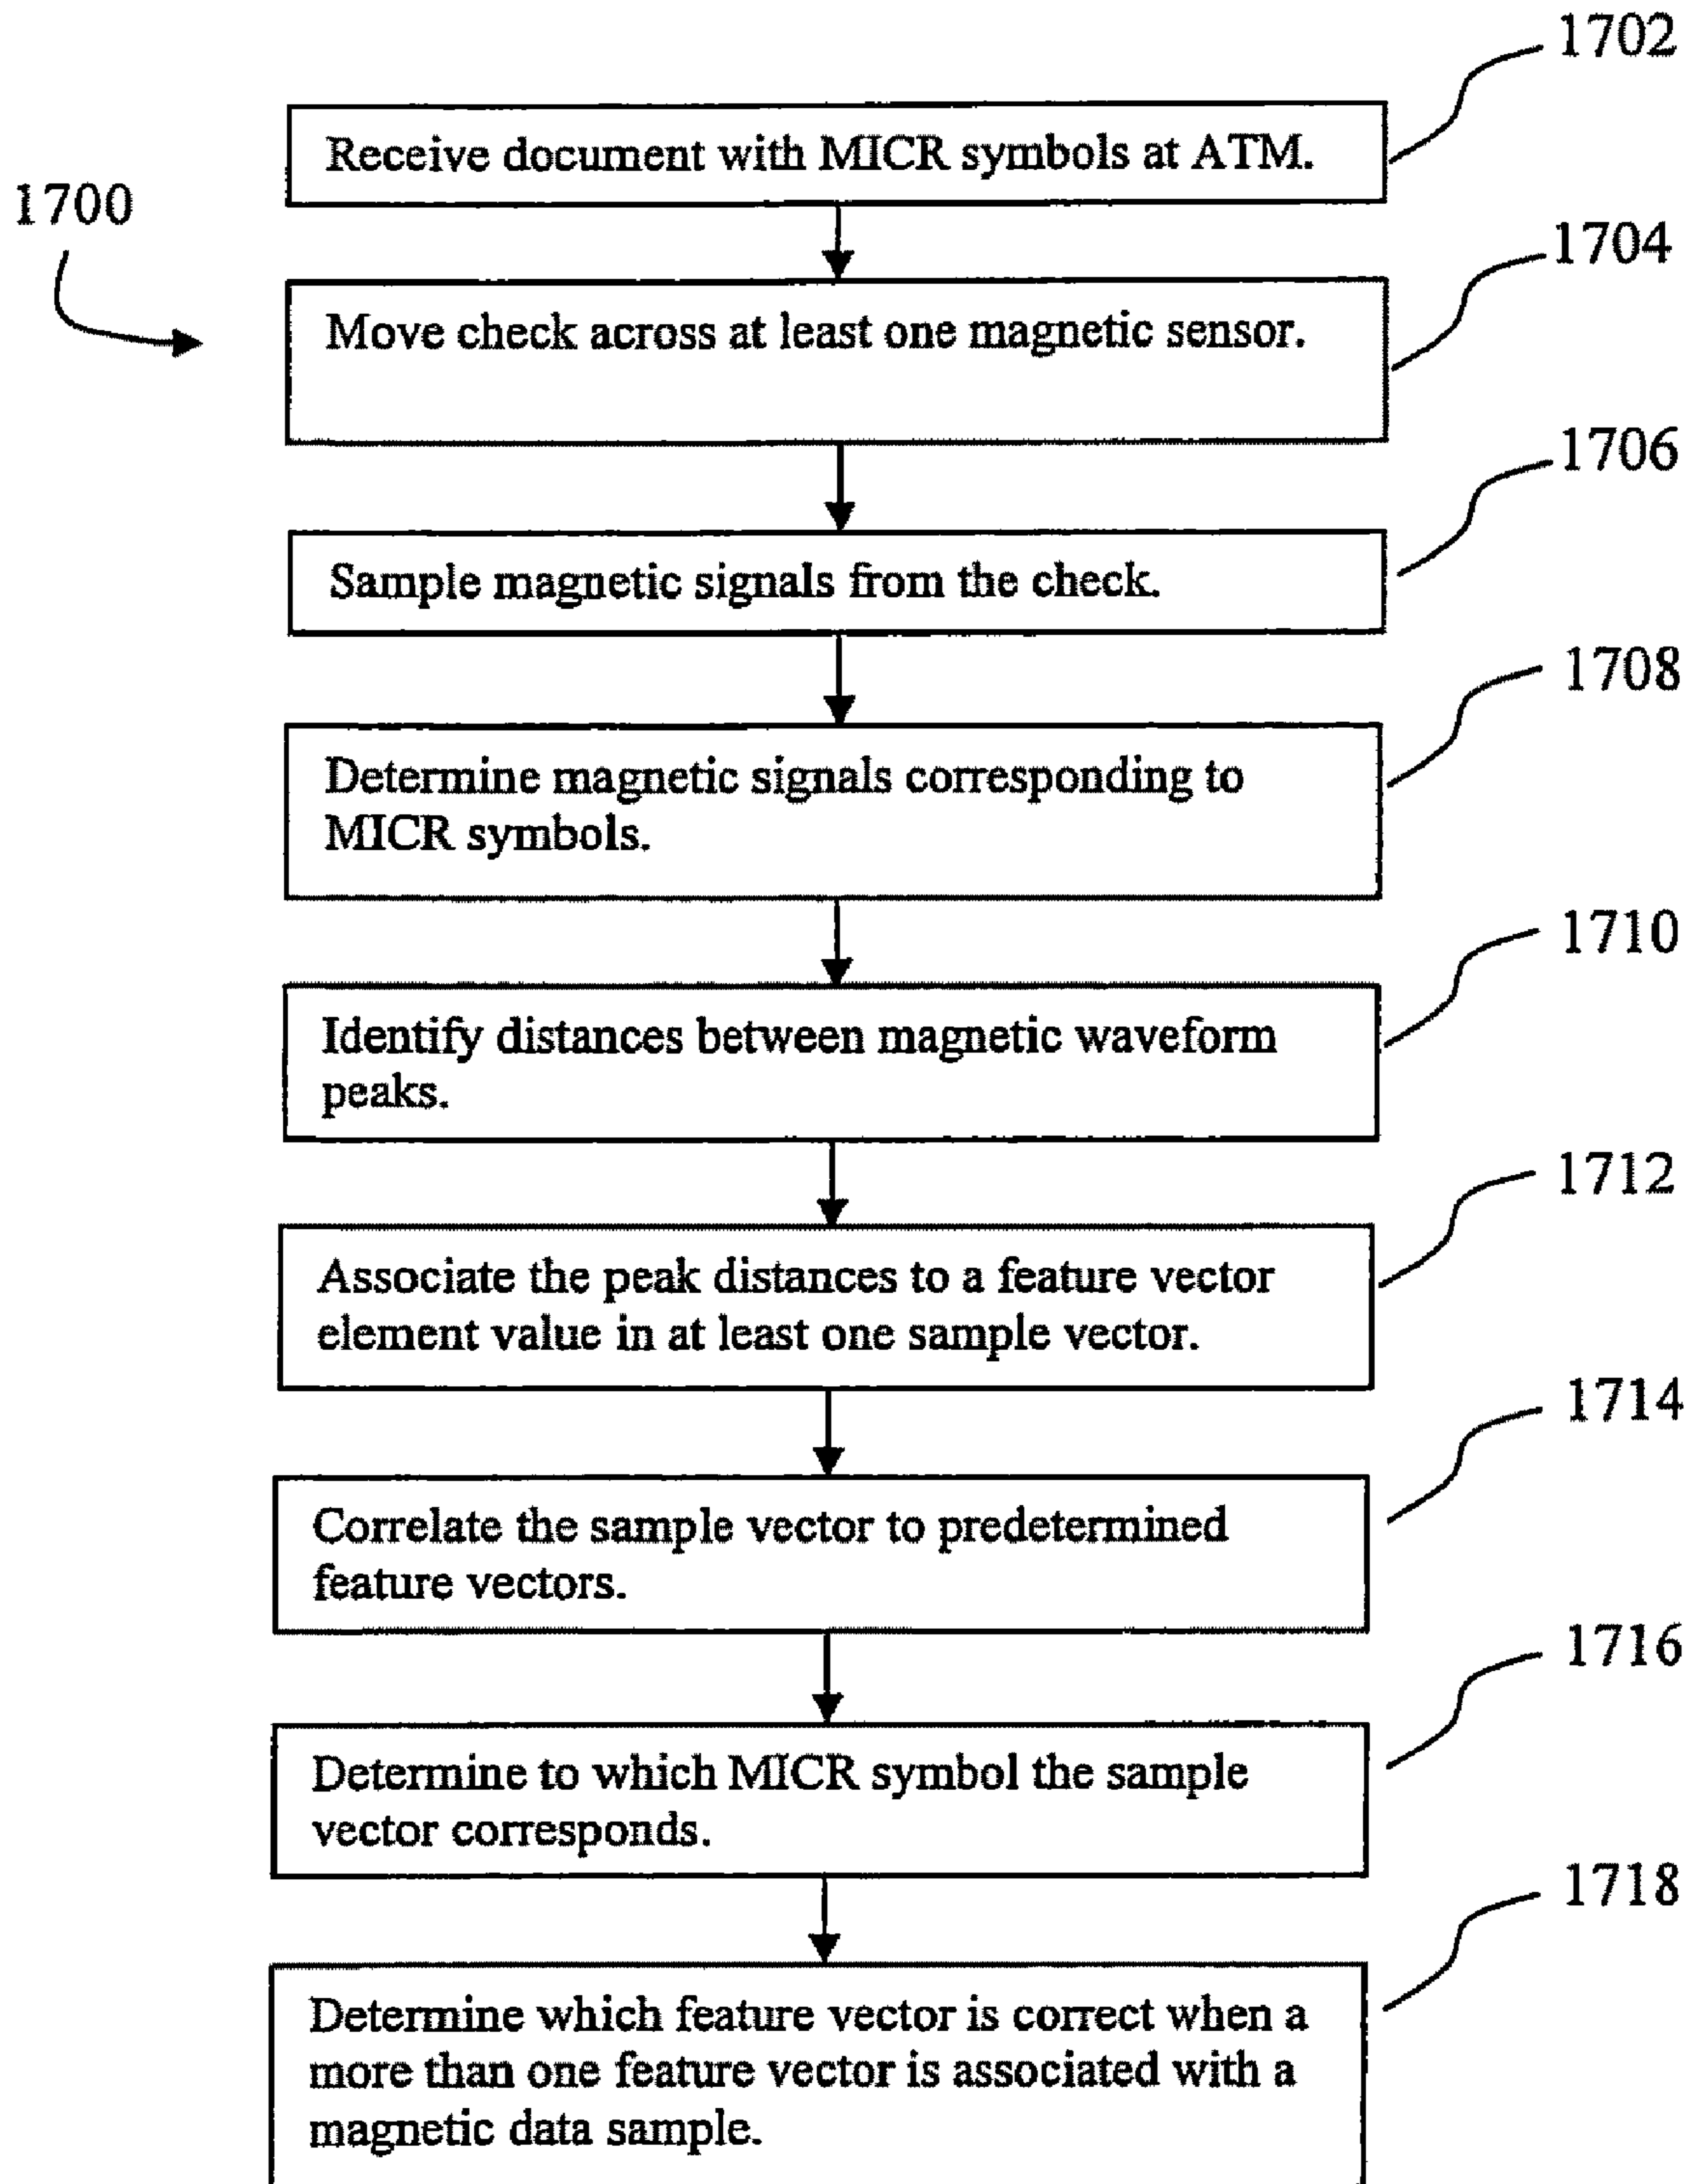 1702
Receive document with MICR symbols at ATM.
1700
1704
Move check across at least one magnetic sensor.
1706
Sample magnetic signals from the check.
1708
Determine magnetic signals corresponding to
MICR symbols.
1710
Identify distances between magnetic waveform
peaks.
1712
Associate the peak distances to a feature vector
element value in at least one sample vector.
1714
Correlate the sample vector to predetermined
feature vectors.
1716
Determine to which MICR symbol the sample
vector corresponds.
1718
Determine which feature vector is correct when a
more than one feature vector is associated with a
magnetic data sample.